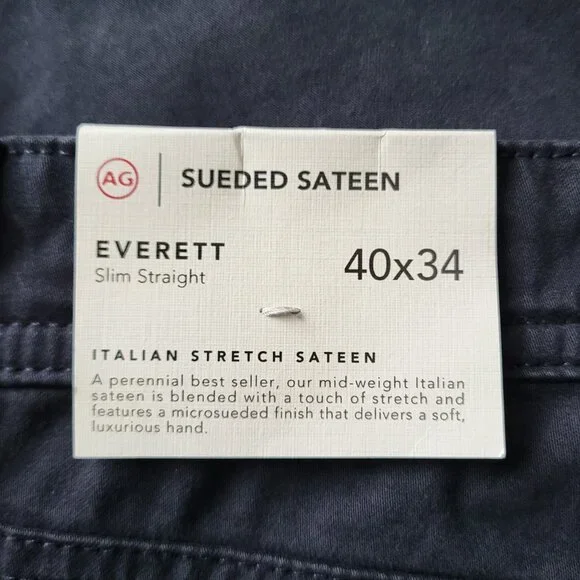 AG | SUEDED SATEEN
EVERETT 40x34
Slim Straight
ITALIAN STRETCH SATEEN
A perennial best seller, our mid-weight Italian
sateen is blended with a touch of stretch and
features a microsueded finish that delivers a soft,
luxurious hand.